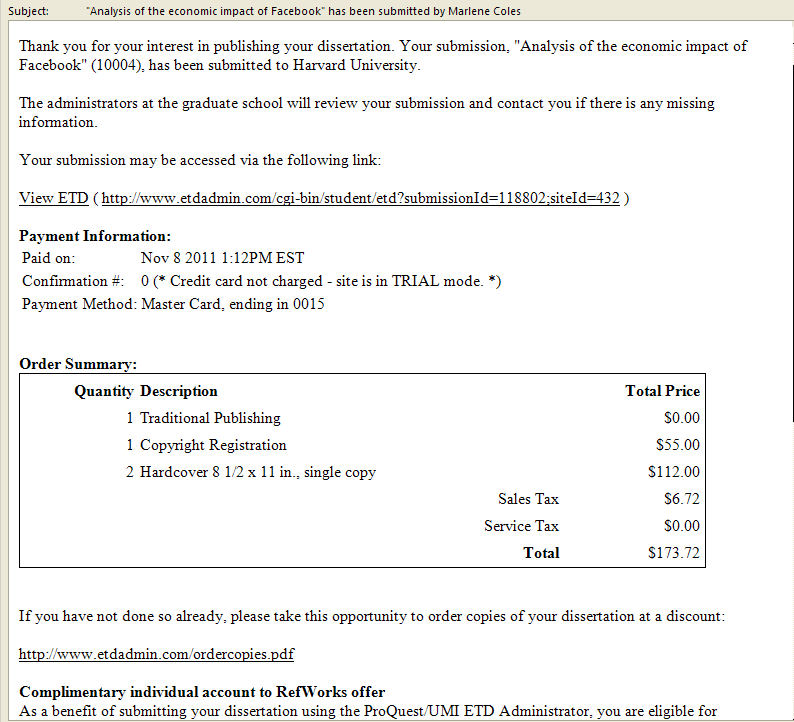 Subject: "Analysis of the economic impact of Facebook" has been submitted by Marlene Coles
Thank you for your interest in publishing your dissertation. Your submission, "Analysis of the economic impact of
Facebook" (10004), has been submitted to Harvard University.
The administrators at the graduate school will review your submission and contact you if there is any missing
information.
Your submission may be accessed via the following link:
View ETD ( http://www.etdadmin.com/cgi-bin/student/etd?submissionId=118802;siteId=432 )
Payment Information:
Paid on: Nov 8 2011 1:12PM EST
Confirmation #: 0 (* Credit card not charged - site is in TRIAL mode. *)
Payment Method: Master Card, ending in 0015
Order Summary:
Quantity Description Total Price
1 Traditional Publishing $0.00
1 Copyright Registration $55.00
2 Hardcover 8 1/2 x 11 in., single copy $112.00
Sales Tax $6.72
Service Tax $0.00
Total $173.72
If you have not done so already, please take this opportunity to order copies of your dissertation at a discount:
http://www.etdadmin.com/ordercopies.pdf
Complimentary individual account to RefWorks offer
As a benefit of submitting your dissertation using the ProQuest/UMI ETD Administrator, you are eligible for